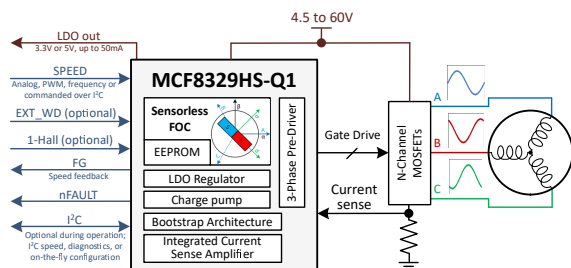 LDO out
3.3V or 5V, up to 50mA
4.5 to 60V
SPEED
Analog, PWM, frequency or
commanded over I²C
EXT_WD (optional)
1-Hall (optional)
FG
Speed feedback
nFAULT
I²C
Optional during operation;
I²C speed, diagnostics, or
on-the-fly configuration
MCF8329HS-Q1
Sensorless
FOC
EEPROM
LDO Regulator
Charge pump
Bootstrap Architecture
Integrated Current
Sense Amplifier
3-Phase Pre-Driver
Gate Drive
Current
sense
N-Channel
MOSFETs
A
B
C